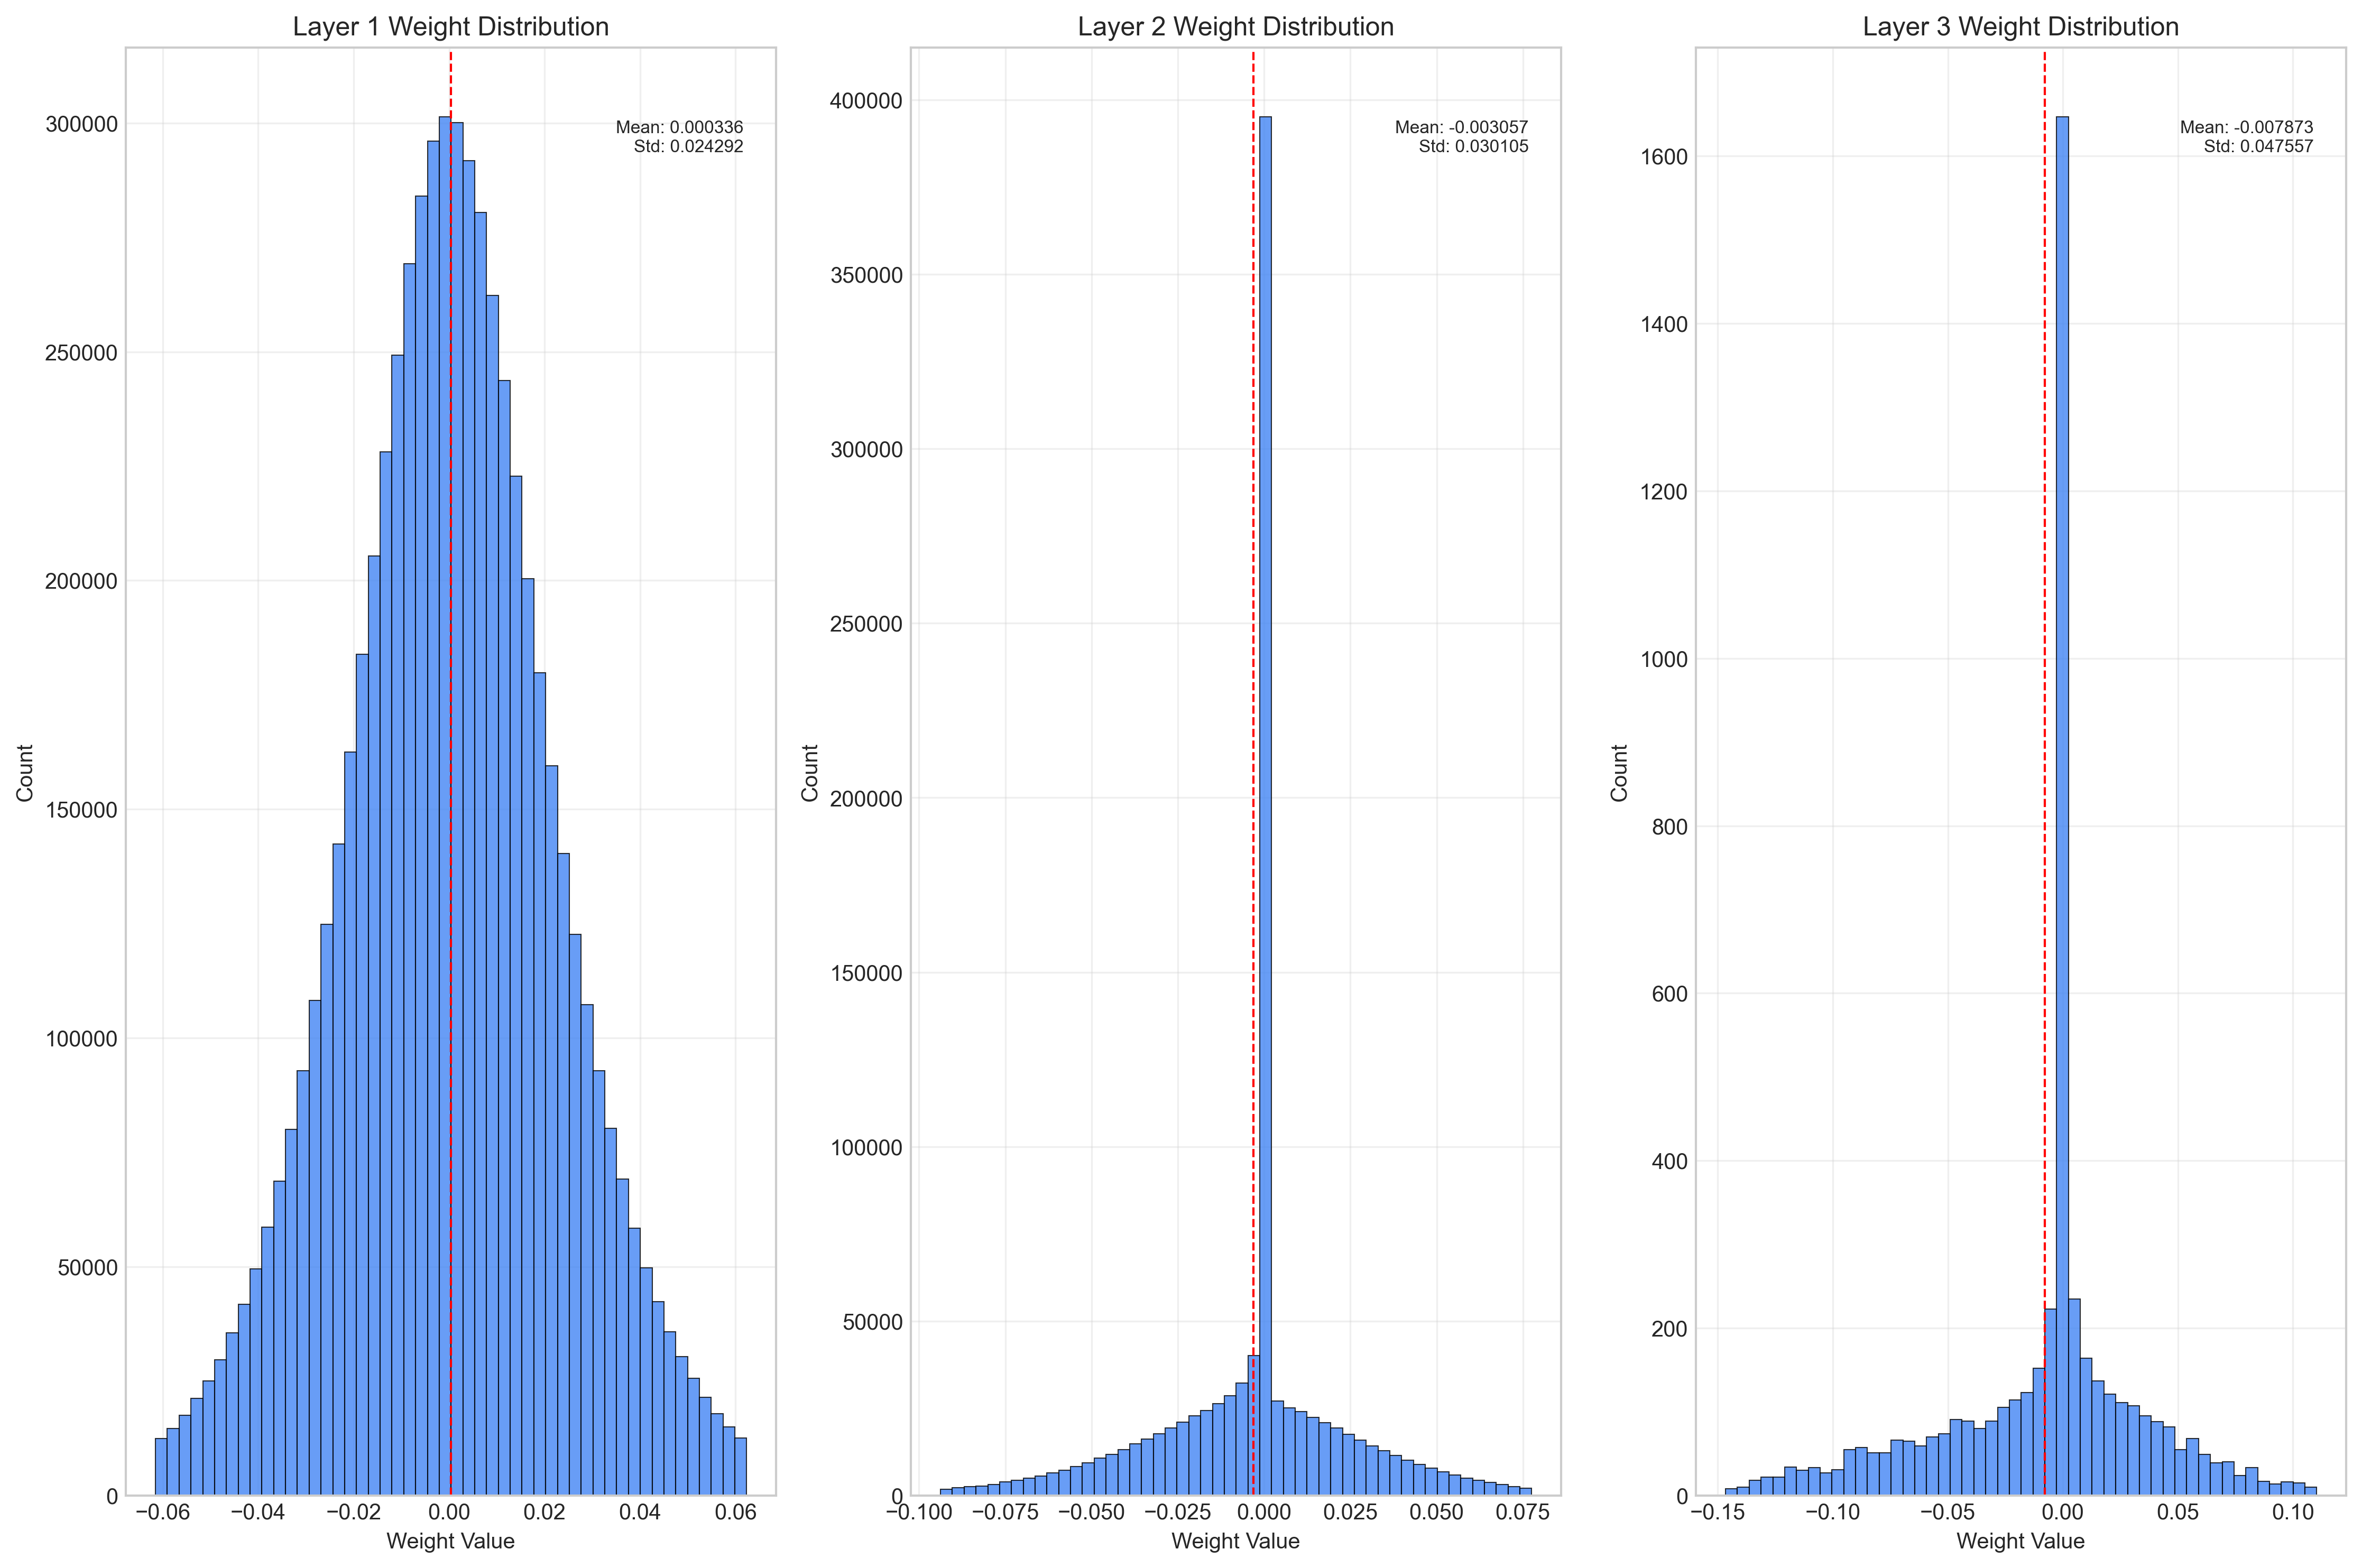 Layer 1 Weight Distribution
Mean: 0.000336
Std: 0.024292
300000
250000
200000
150000
100000
50000
0
Count
−0.06 −0.04 −0.02 0.00 0.02 0.04 0.06
Weight Value
Layer 2 Weight Distribution
Mean: -0.003057
Std: 0.030105
400000
350000
300000
250000
200000
150000
100000
50000
0
Count
−0.100 −0.075 −0.050 −0.025 0.000 0.025 0.050 0.075
Weight Value
Layer 3 Weight Distribution
Mean: -0.007873
Std: 0.047557
1600
1400
1200
1000
800
600
400
200
0
Count
−0.15 −0.10 −0.05 0.00 0.05 0.10
Weight Value